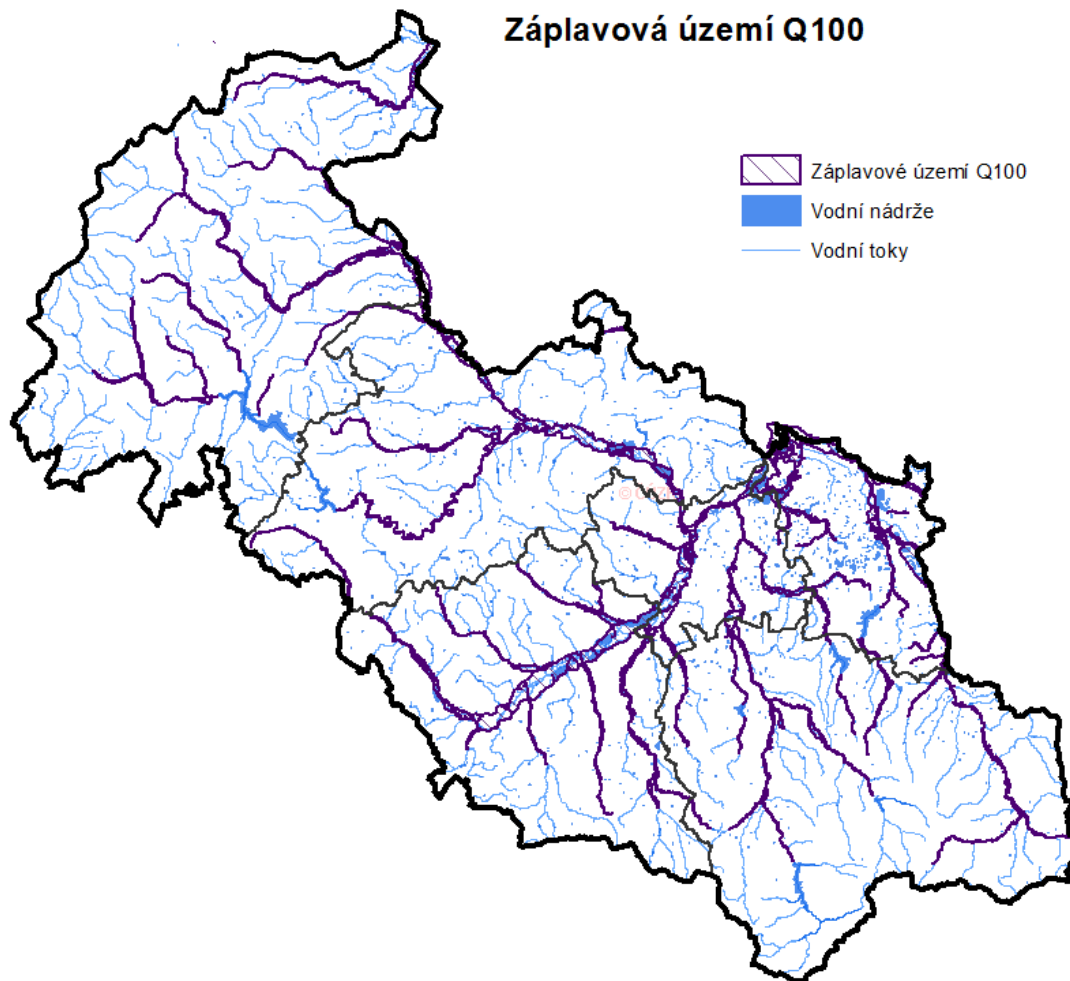 Záplavová území Q100
Záplavové území Q100
Vodní nádrže
Vodní toky